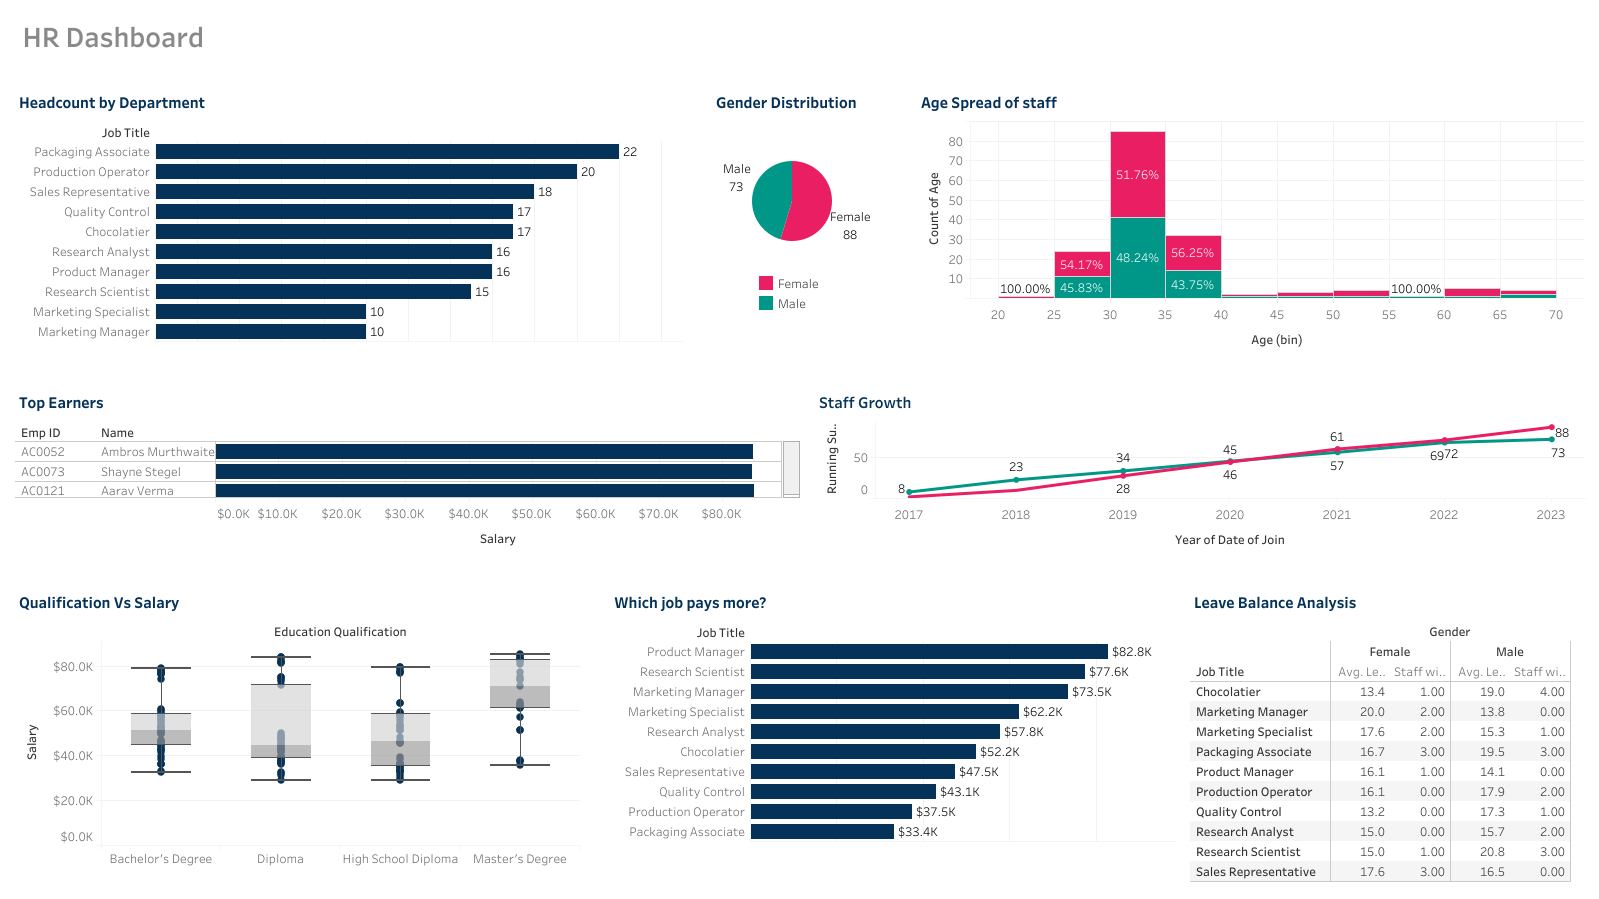 HR Dashboard
Headcount by Department
Job Title
Packaging Associate 22
Production Operator 20
Sales Representative 18
Quality Control 17
Chocolatier 17
Research Analyst 16
Product Manager 16
Research Scientist 15
Marketing Specialist 10
Marketing Manager 10
Gender Distribution
Male
73
Female
88
Female
Male
Age Spread of staff
Count of Age
80
70
60
50
40
30
20
10
51.76%
48.24%
54.17%
45.83%
56.25%
43.75%
100.00%
100.00%
20 25 30 35 40 45 50 55 60 65 70
Age (bin)
Top Earners
Emp ID Name
AC0052 Ambros Murthwaite
AC0073 Shayne Stegel
AC0121 Aarav Verma
$0.0K $10.0K $20.0K $30.0K $40.0K $50.0K $60.0K $70.0K $80.0K
Salary
Staff Growth
Running Su..
50
0
8 23 34 28 45 46 61 57 69 72 88 73
2017 2018 2019 2020 2021 2022 2023
Year of Date of Join
Qualification Vs Salary
Education Qualification
Salary
$80.0K
$60.0K
$40.0K
$20.0K
$0.0K
Bachelor's Degree Diploma High School Diploma Master's Degree
Which job pays more?
Job Title
Product Manager $82.8K
Research Scientist $77.6K
Marketing Manager $73.5K
Marketing Specialist $62.2K
Research Analyst $57.8K
Chocolatier $52.2K
Sales Representative $47.5K
Quality Control $43.1K
Production Operator $37.5K
Packaging Associate $33.4K
Leave Balance Analysis
Gender
Female Male
Job Title Avg. Le.. Staff wi.. Avg. Le.. Staff wi..
Chocolatier 13.4 1.00 19.0 4.00
Marketing Manager 20.0 2.00 13.8 0.00
Marketing Specialist 17.6 2.00 15.3 1.00
Packaging Associate 16.7 3.00 19.5 3.00
Product Manager 16.1 1.00 14.1 0.00
Production Operator 16.1 0.00 17.9 2.00
Quality Control 13.2 0.00 17.3 1.00
Research Analyst 15.0 0.00 15.7 2.00
Research Scientist 15.0 1.00 20.8 3.00
Sales Representative 17.6 3.00 16.5 0.00